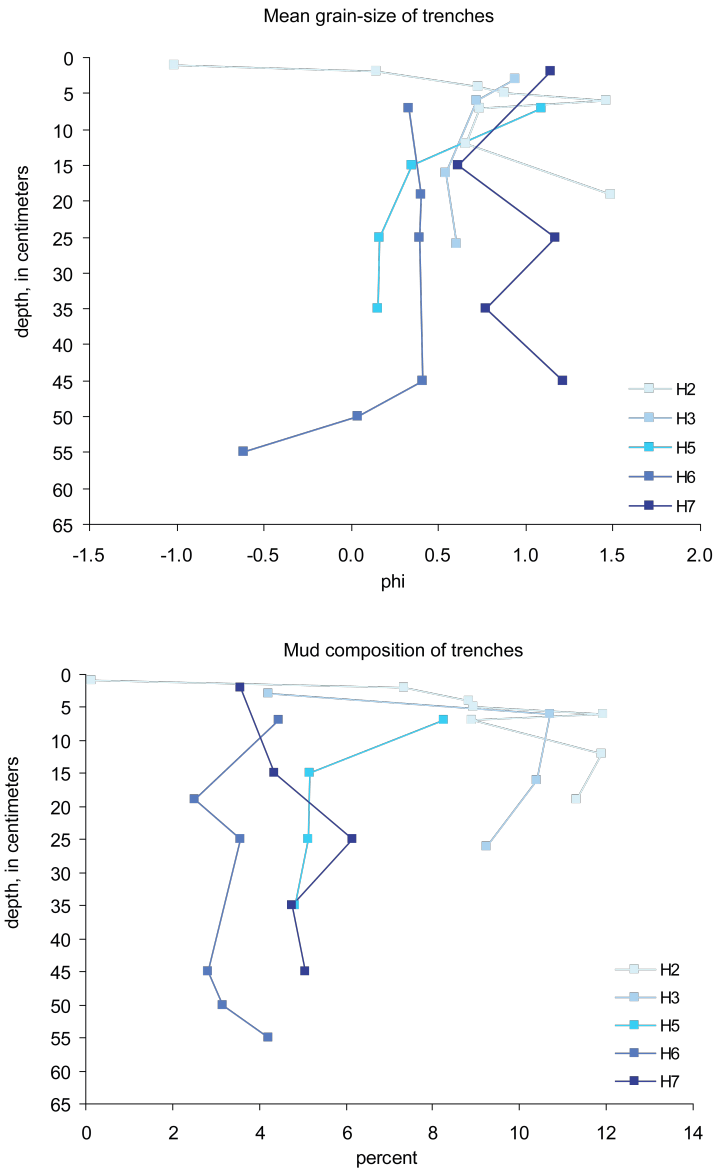 Mean grain-size of trenches
0
5
10
15
20
25
30
35
40
45
50
55
60
65
depth, in centimeters
H2
H3
H5
H6
H7
-1.5 -1.0 -0.5 0.0 0.5 1.0 1.5 2.0
phi
Mud composition of trenches
0
5
10
15
20
25
30
35
40
45
50
55
60
65
depth, in centimeters
H2
H3
H5
H6
H7
0 2 4 6 8 10 12 14
percent